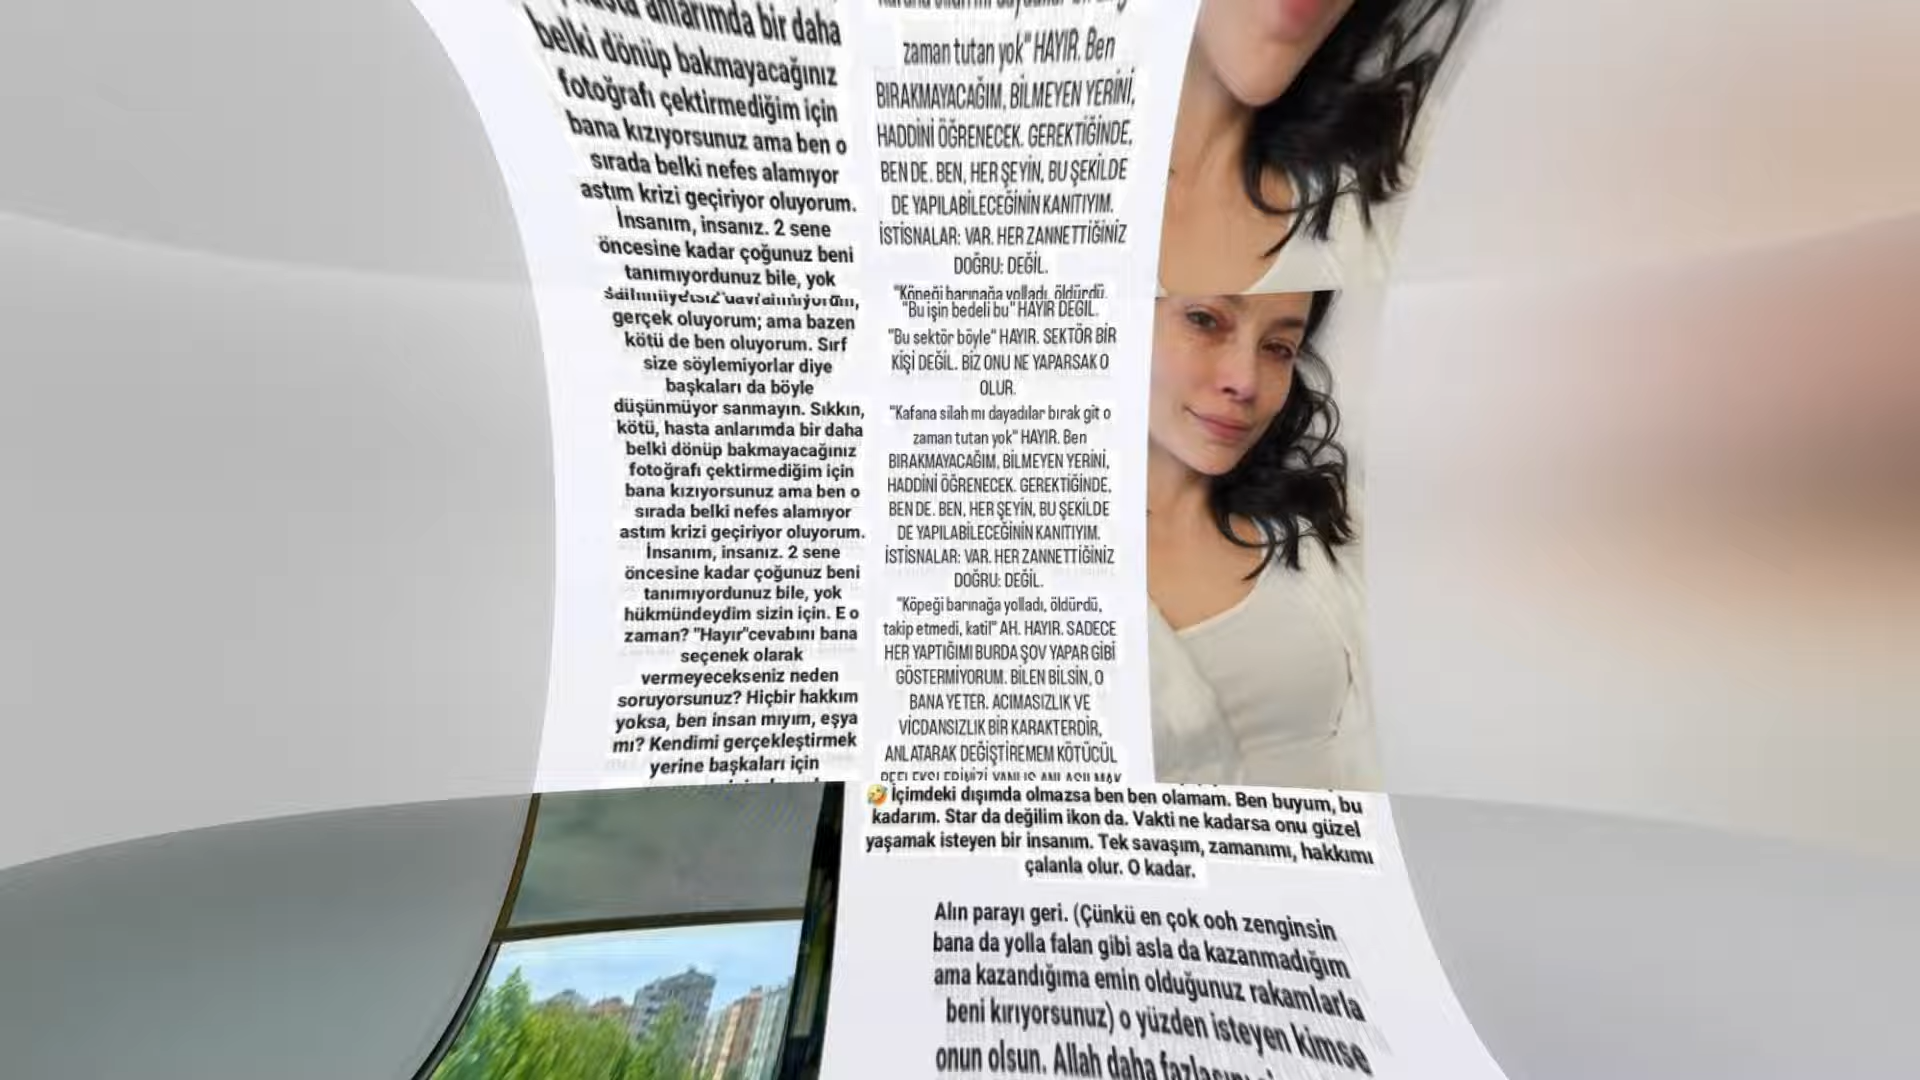 hasta anlarımda bir daha
belki dönüp bakmayacağınız
fotoğrafı çektirmediğim için
bana kızıyorsunuz ama ben o
sırada belki nefes alamıyor
astım krizi geçiriyor oluyorum.
İnsanım, insanız. 2 sene
öncesine kadar çoğunuz beni
tanımıyordunuz bile, yok
gerçek oluyorum; ama bazen
kötü de ben oluyorum. Sırf
size söylemiyorlar diye
başkaları da böyle
düşünmüyor sanmayın. Sıkkın,
kötü, hasta anlarımda bir daha
belki dönüp bakmayacağınız
fotoğrafı çektirmediğim için
bana kızıyorsunuz ama ben o
sırada belki nefes alamıyor
astım krizi geçiriyor oluyorum.
İnsanım, insanız. 2 sene
öncesine kadar çoğunuz beni
tanımıyordunuz bile, yok
hükmündeydim sizin için. E o
zaman? "Hayır"cevabını bana
seçenek olarak
vermeyecekseniz neden
soruyorsunuz? Hiçbir hakkım
yoksa, ben insan mıyım, eşya
mı? Kendimi gerçekleştirmek
yerine başkaları için
zaman tutan yok" HAYIR. Ben
BIRAKMAYACAĞIM, BİLMEYEN YERİNİ,
HADDİNİ ÖĞRENECEK. GEREKTİĞİNDE,
BEN DE. BEN, HER ŞEYİN, BU ŞEKİLDE
DE YAPILABİLECEĞİNİN KANITIYIM.
İSTİSNALAR: VAR. HER ZANNETTİĞİNİZ
DOĞRU: DEĞİL.
"Köpeği barınağa yolladı, öldürdü,
"Bu işin bedeli bu" HAYIR DEĞİL.
"Bu sektör böyle" HAYIR. SEKTÖR BİR
KİŞİ DEĞİL. BİZ ONU NE YAPARSAK O
OLUR.
"Kafana silah mı dayadılar bırak git o
zaman tutan yok" HAYIR. Ben
BIRAKMAYACAĞIM, BİLMEYEN YERİNİ,
HADDİNİ ÖĞRENECEK. GEREKTİĞİNDE,
BEN DE. BEN, HER ŞEYİN, BU ŞEKİLDE
DE YAPILABİLECEĞİNİN KANITIYIM.
İSTİSNALAR: VAR. HER ZANNETTİĞİNİZ
DOĞRU: DEĞİL.
"Köpeği barınağa yolladı, öldürdü,
takip etmedi, katil" AH. HAYIR. SADECE
HER YAPTIĞIMI BURDA ŞOV YAPAR GİBİ
GÖSTERMİYORUM. BİLEN BİLSİN, O
BANA YETER. ACIMASIZLIK VE
VİCDANSIZLIK BİR KARAKTERDİR,
ANLATARAK DEĞİŞTİREMEM KÖTÜCÜL
REFLEKSLERİNİZİ YANLIŞ ANLAŞILMAK
🤣 İçimdeki dışımda olmazsa ben ben olamam. Ben buyum, bu
kadarım. Star da değilim ikon da. Vakti ne kadarsa onu güzel
yaşamak isteyen bir insanım. Tek savaşım, zamanımı, hakkımı
çalanla olur. O kadar.
Alın parayı geri. (Çünkü en çok ooh zenginsin
bana da yolla falan gibi asla da kazanmadığım
ama kazandığıma emin olduğunuz rakamlarla
beni kırıyorsunuz) o yüzden isteyen kimse
onun olsun. Allah daha fazlasını